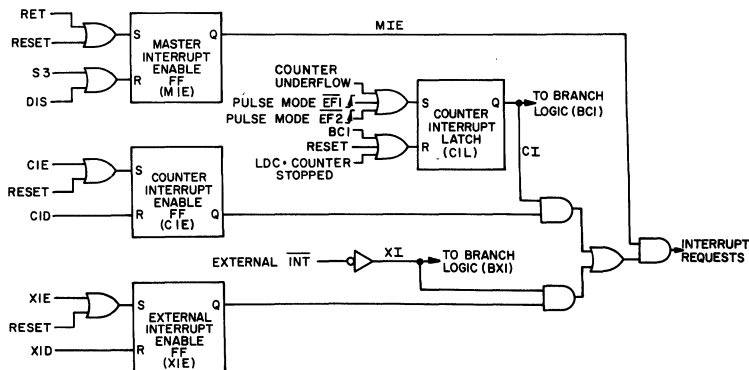 RET
RESET
S3
DIS
S Q
R
MASTER
INTERRUPT
ENABLE
FF
(MIE)
MIE
COUNTER
UNDERFLOW
PULSE MODE EF1
PULSE MODE EF2
BCI
RESET
LDC • COUNTER
STOPPED
S Q
R
COUNTER
INTERRUPT
LATCH
(CIL)
TO BRANCH
LOGIC (BCI)
CI
CIE
RESET
CID
S
R Q
COUNTER
INTERRUPT
ENABLE
FF
(CIE)
EXTERNAL INT
XI
TO BRANCH
LOGIC (BXI)
INTERRUPT
REQUESTS
XIE
RESET
XID
S Q
R
EXTERNAL
INTERRUPT
ENABLE
FF
(XIE)